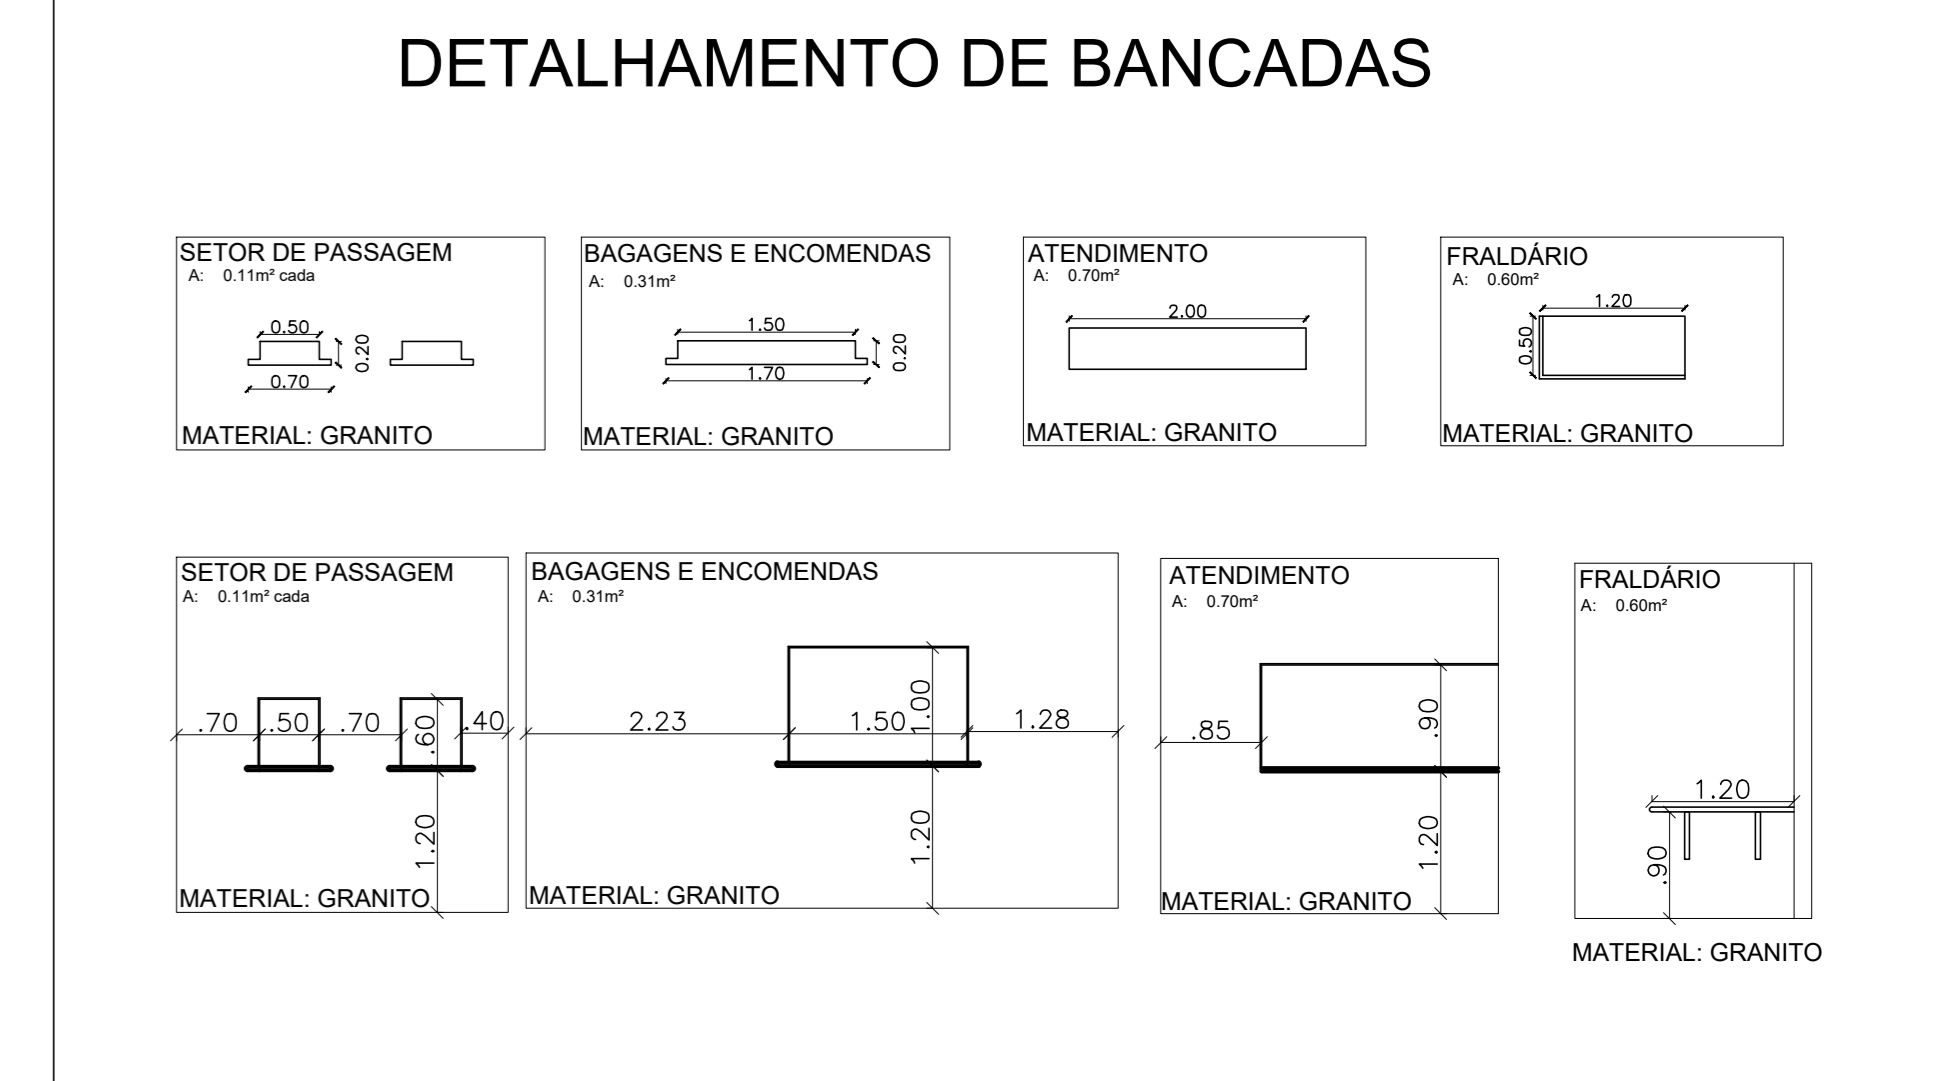 DETALHAMENTO DE BANCADAS
SETOR DE PASSAGEM
A: 0.11m² cada
0.50
0.20
0.70
MATERIAL: GRANITO
BAGAGENS E ENCOMENDAS
A: 0.31m²
1.50
0.20
1.70
MATERIAL: GRANITO
ATENDIMENTO
A: 0.70m²
2.00
MATERIAL: GRANITO
FRALDÁRIO
A: 0.60m²
1.20
0.50
MATERIAL: GRANITO
SETOR DE PASSAGEM
A: 0.11m² cada
.70
.50
.70
.60
.40
1.20
MATERIAL: GRANITO
BAGAGENS E ENCOMENDAS
A: 0.31m²
2.23
1.50
1.00
1.28
1.20
MATERIAL: GRANITO
ATENDIMENTO
A: 0.70m²
.85
.90
1.20
MATERIAL: GRANITO
FRALDÁRIO
A: 0.60m²
1.20
.90
MATERIAL: GRANITO